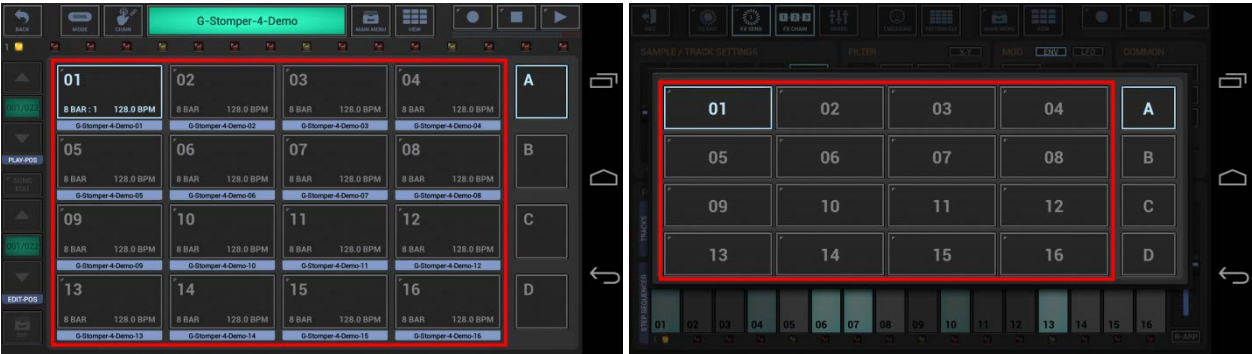 SONG
G-Stomper-4-Demo
BACK
MODE
CHAIN
MAIN MENU
VIEW
1
01
02
03
04
A
8 BAR : 1 128.0 BPM
8 BAR 128.0 BPM
8 BAR 128.0 BPM
8 BAR 128.0 BPM
001/022
G-Stomper-4-Demo-01
G-Stomper-4-Demo-02
G-Stomper-4-Demo-03
G-Stomper-4-Demo-04
PLAY-POS
05
06
07
08
B
8 BAR 128.0 BPM
8 BAR 128.0 BPM
8 BAR 128.0 BPM
8 BAR 128.0 BPM
SONG
EDIT
G-Stomper-4-Demo-05
G-Stomper-4-Demo-06
G-Stomper-4-Demo-07
G-Stomper-4-Demo-08
09
10
11
12
C
8 BAR 128.0 BPM
8 BAR 128.0 BPM
8 BAR 128.0 BPM
8 BAR 128.0 BPM
001/022
G-Stomper-4-Demo-09
G-Stomper-4-Demo-10
G-Stomper-4-Demo-11
G-Stomper-4-Demo-12
EDIT-POS
13
14
15
16
D
8 BAR 128.0 BPM
8 BAR 128.0 BPM
8 BAR 128.0 BPM
8 BAR 128.0 BPM
G-Stomper-4-Demo-13
G-Stomper-4-Demo-14
G-Stomper-4-Demo-15
G-Stomper-4-Demo-16
FX SEND
FX CHAIN
MAIN MENU
VIEW
SAMPLE / TRACK SETTINGS
FILTER
X-Y
MOD
ENV
LFO
COMMON
01
02
03
04
A
05
06
07
08
B
09
10
11
12
C
13
14
15
16
D
TRACKS
STEP SEQUENCER
01 02 03 04 05 06 07 08 09 10 11 12 13 14 15 16
R-ARP